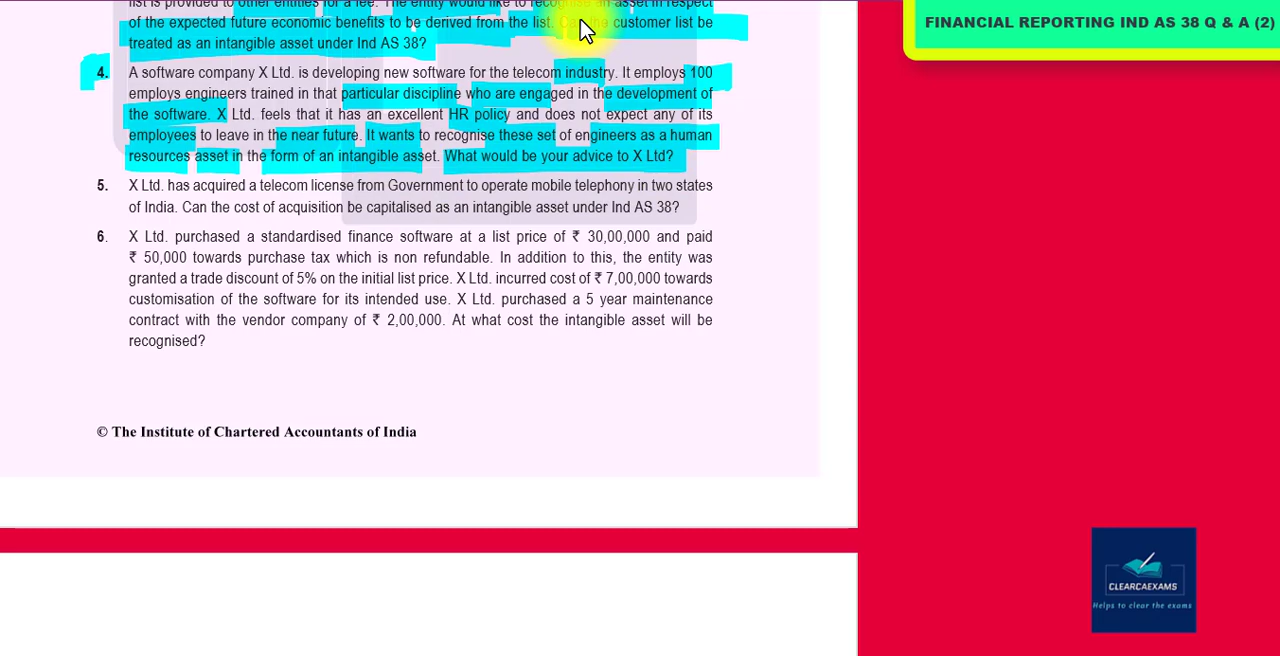 list is provided to other entities for a fee. The entity would like to recognise an asset in respect
of the expected future economic benefits to be derived from the list. Can the customer list be
treated as an intangible asset under Ind AS 38?
4. A software company X Ltd. is developing new software for the telecom industry. It employs 100
employs engineers trained in that particular discipline who are engaged in the development of
the software. X Ltd. feels that it has an excellent HR policy and does not expect any of its
employees to leave in the near future. It wants to recognise these set of engineers as a human
resources asset in the form of an intangible asset. What would be your advice to X Ltd?
5. X Ltd. has acquired a telecom license from Government to operate mobile telephony in two states
of India. Can the cost of acquisition be capitalised as an intangible asset under Ind AS 38?
6. X Ltd. purchased a standardised finance software at a list price of ₹ 30,00,000 and paid
₹ 50,000 towards purchase tax which is non refundable. In addition to this, the entity was
granted a trade discount of 5% on the initial list price. X Ltd. incurred cost of ₹ 7,00,000 towards
customisation of the software for its intended use. X Ltd. purchased a 5 year maintenance
contract with the vendor company of ₹ 2,00,000. At what cost the intangible asset will be
recognised?
© The Institute of Chartered Accountants of India
FINANCIAL REPORTING IND AS 38 Q & A (2)
CLEARCAEXAMS
Helps to clear the exams